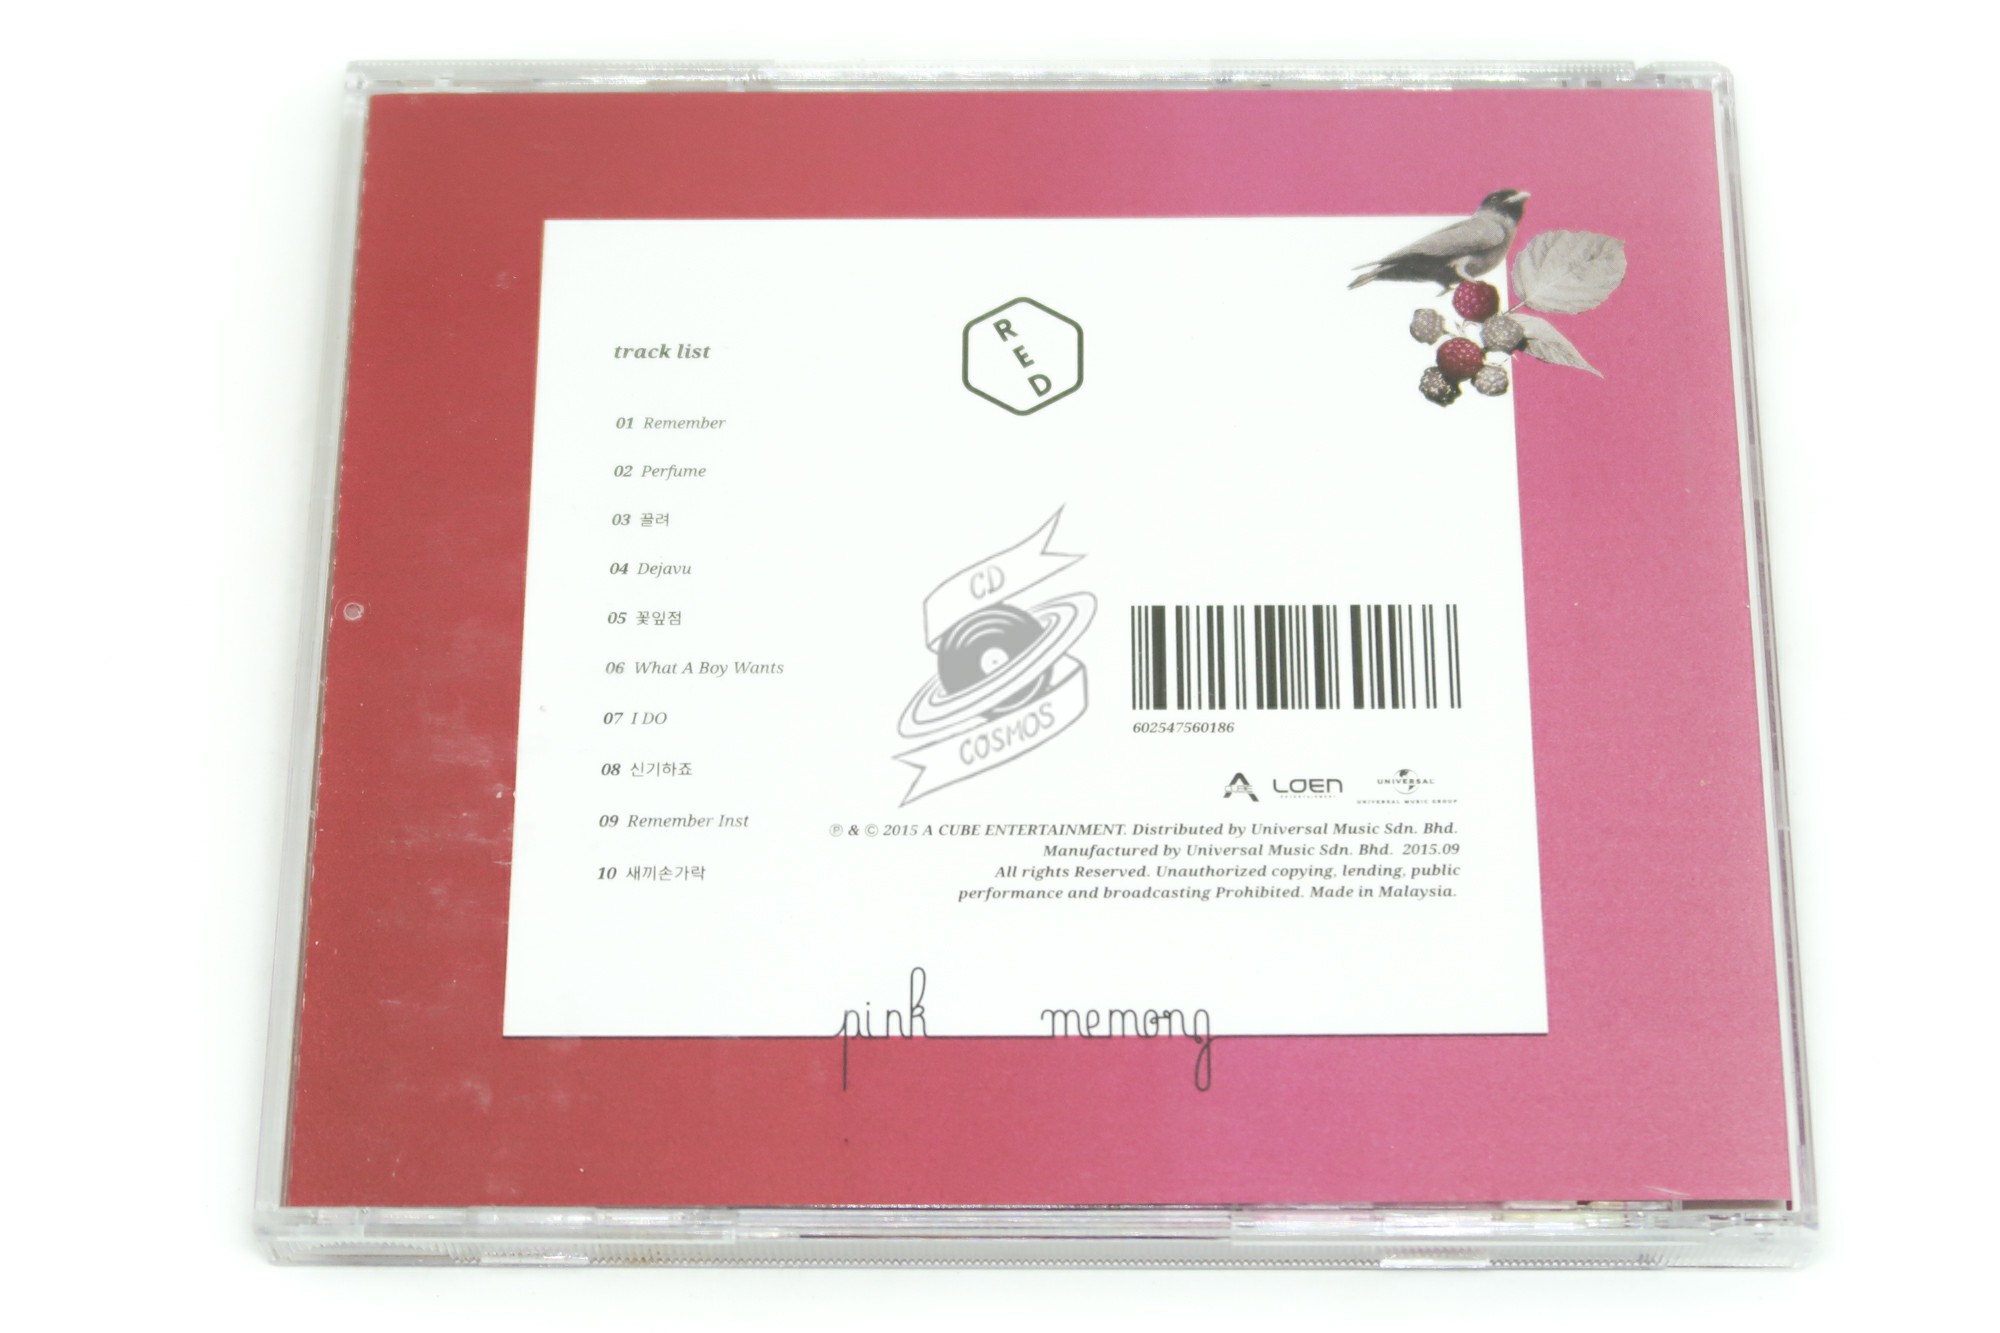 RED
track list
01 Remember
02 Perfume
03 끌려
04 Dejavu
05 꽃잎점
06 What A Boy Wants
07 I DO
08 신기하죠
09 Remember Inst
10 새끼손가락
CD
COSMOS
602547560186
A CUBE
LOEN
ENTERTAINMENT
UNIVERSAL
UNIVERSAL MUSIC GROUP
℗ & © 2015 A CUBE ENTERTAINMENT. Distributed by Universal Music Sdn. Bhd.
Manufactured by Universal Music Sdn. Bhd. 2015.09
All rights Reserved. Unauthorized copying, lending, public
performance and broadcasting Prohibited. Made in Malaysia.
pink memory